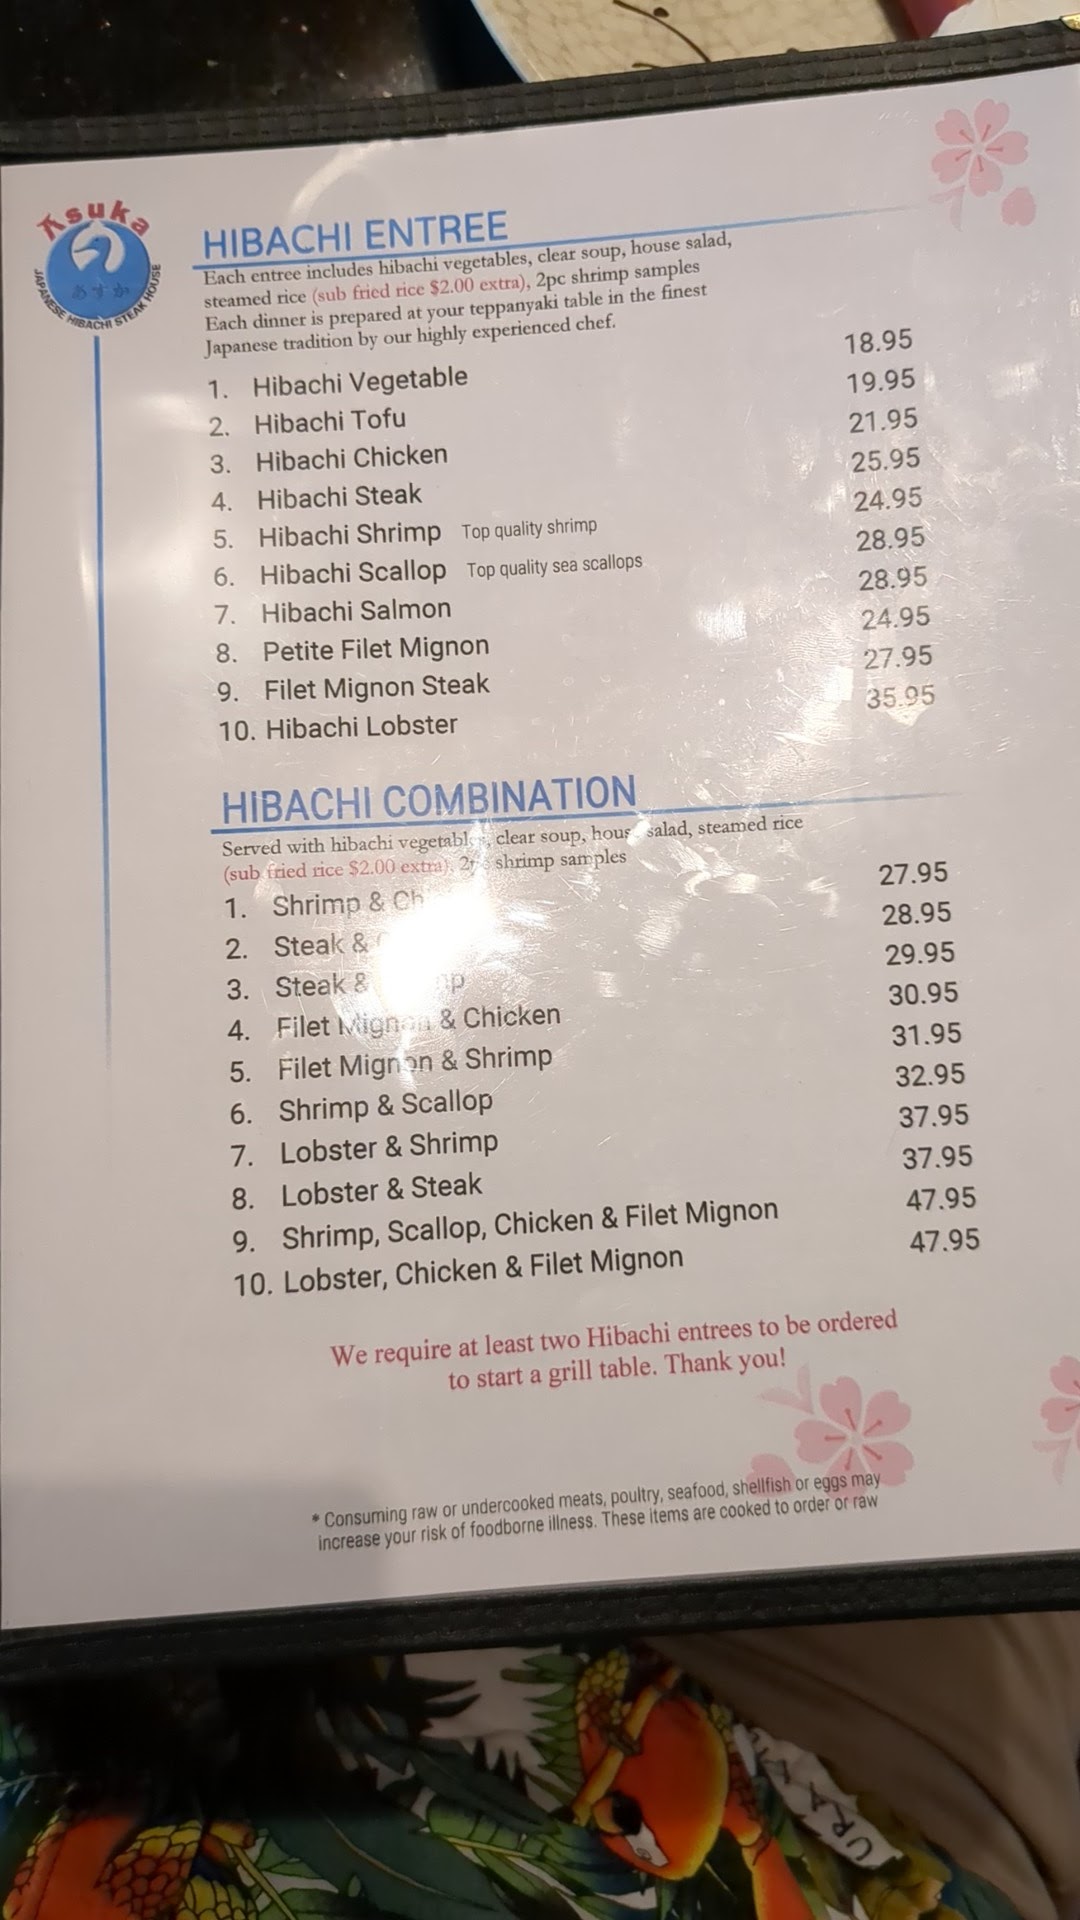 Asuka
あすか
JAPANESE HIBACHI STEAK HOUSE
HIBACHI ENTREE
Each entree includes hibachi vegetables, clear soup, house salad,
steamed rice (sub fried rice $2.00 extra), 2pc shrimp samples
Each dinner is prepared at your teppanyaki table in the finest
Japanese tradition by our highly experienced chef.
1. Hibachi Vegetable 18.95
2. Hibachi Tofu 19.95
3. Hibachi Chicken 21.95
4. Hibachi Steak 25.95
5. Hibachi Shrimp Top quality shrimp 24.95
6. Hibachi Scallop Top quality sea scallops 28.95
7. Hibachi Salmon 28.95
8. Petite Filet Mignon 24.95
9. Filet Mignon Steak 27.95
10. Hibachi Lobster 35.95
HIBACHI COMBINATION
Served with hibachi vegetables, clear soup, house salad, steamed rice
(sub fried rice $2.00 extra), shrimp samples
1. Shrimp & 27.95
2. Steak & 28.95
3. Steak & 29.95
4. Filet Mignon & Chicken 30.95
5. Filet Mignon & Shrimp 31.95
6. Shrimp & Scallop 32.95
7. Lobster & Shrimp 37.95
8. Lobster & Steak 37.95
9. Shrimp, Scallop, Chicken & Filet Mignon 47.95
10. Lobster, Chicken & Filet Mignon 47.95
We require at least two Hibachi entrees to be ordered
to start a grill table. Thank you!
* Consuming raw or undercooked meats, poultry, seafood, shellfish or eggs may
increase your risk of foodborne illness. These items are cooked to order or raw